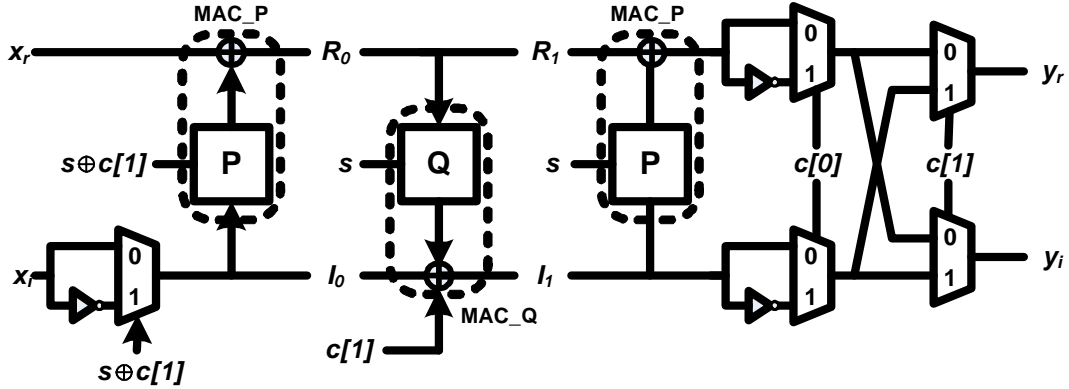 MAC_P
MAC_P
x_r
R_0
R_1
0
1
0
1
y_r
s⊕c[1]
P
s
Q
s
P
c[0]
c[1]
x_i
0
1
I_0
I_1
0
1
0
1
y_i
MAC_Q
c[1]
s⊕c[1]